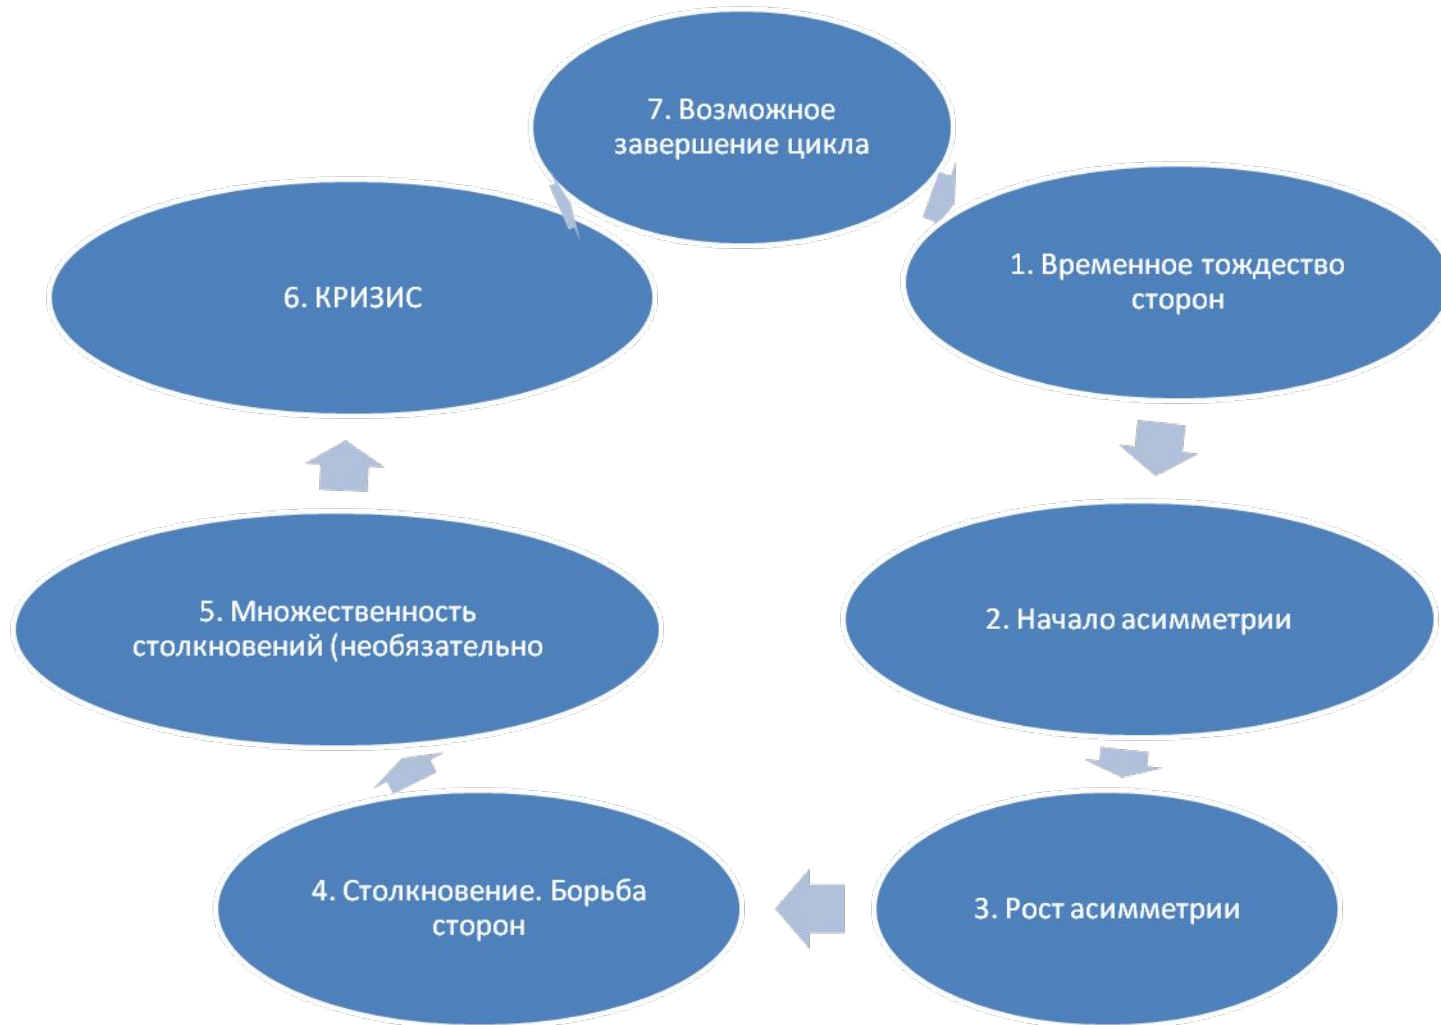 7. Возможное
завершение цикла
1. Временное тождество
сторон
2. Начало асимметрии
3. Рост асимметрии
4. Столкновение. Борьба
сторон
5. Множественность
столкновений (необязательно
6. КРИЗИС